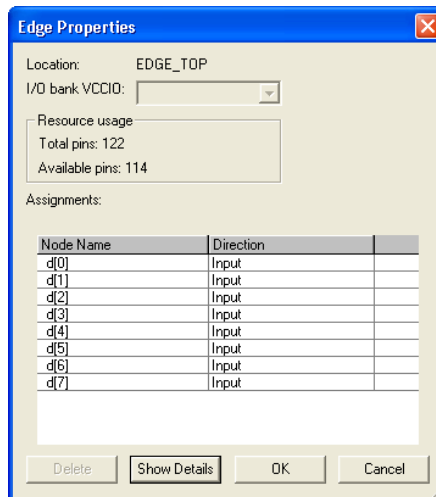 Edge Properties
Location: EDGE_TOP
I/O bank VCCIO:
Resource usage
Total pins: 122
Available pins: 114
Assignments:
Node Name Direction
d[0] Input
d[1] Input
d[2] Input
d[3] Input
d[4] Input
d[5] Input
d[6] Input
d[7] Input
Delete Show Details OK Cancel